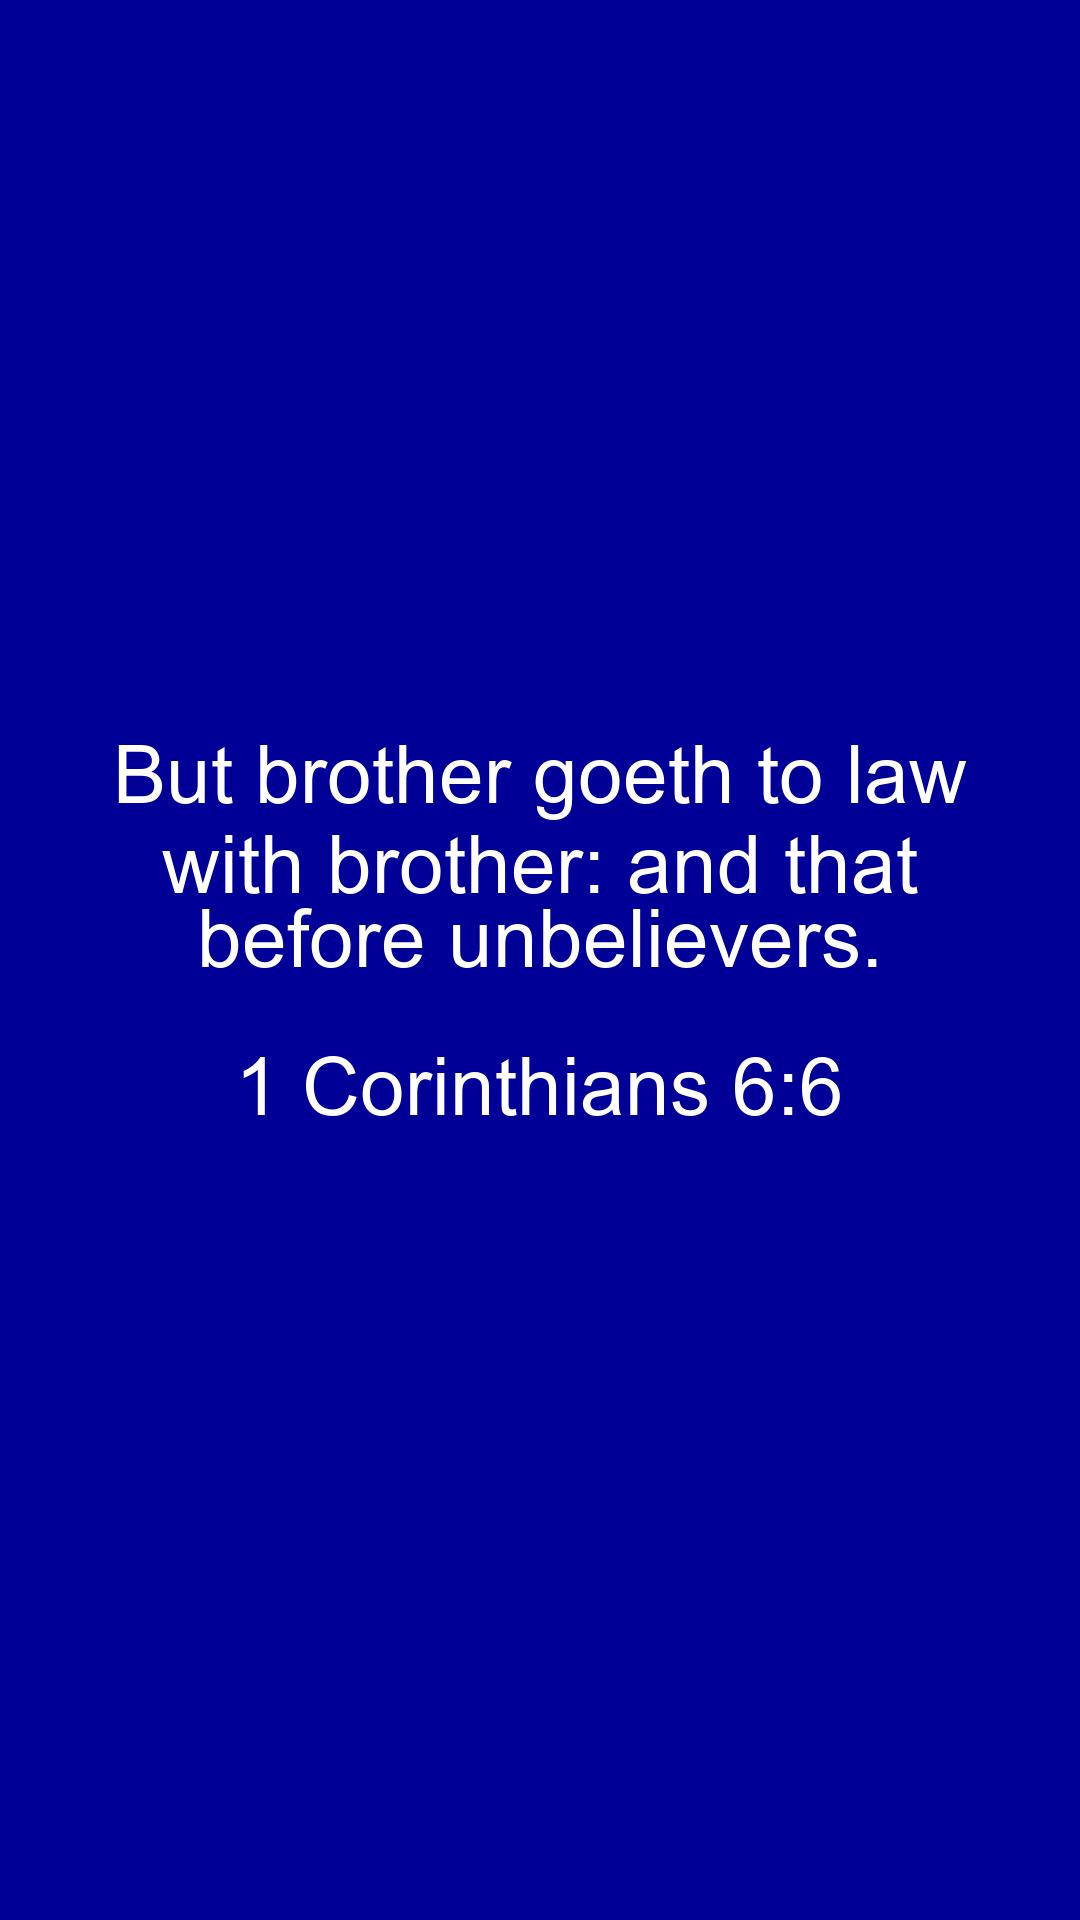 But brother goeth to law
with brother: and that
before unbelievers.
1 Corinthians 6:6